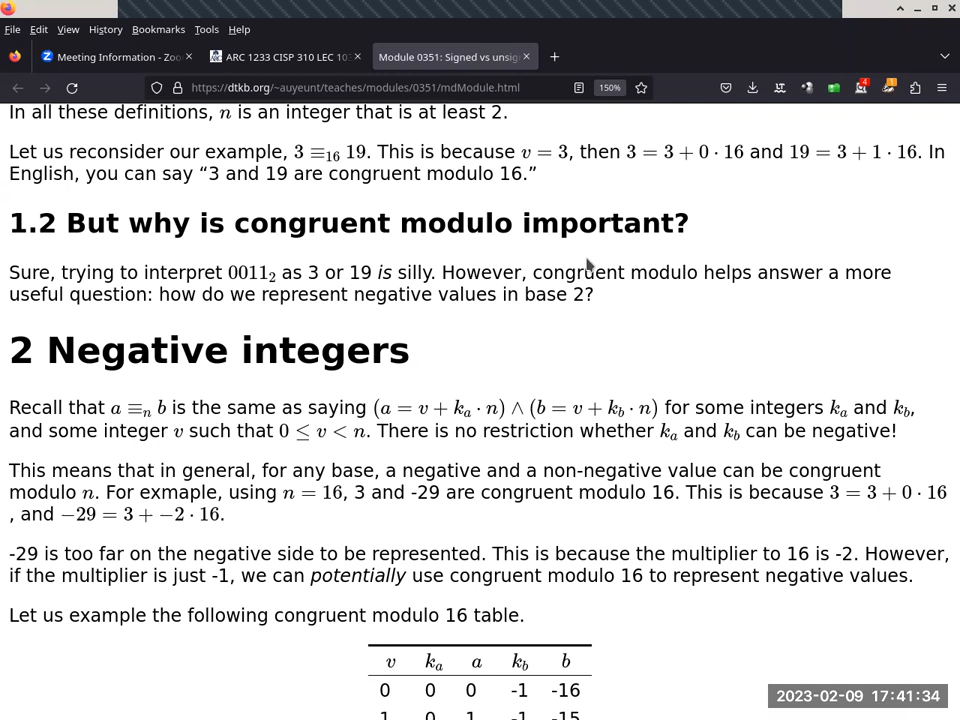 File Edit View History Bookmarks Tools Help
Meeting Information - Zoo
ARC 1233 CISP 310 LEC 10
Module 0351: Signed vs unsig
https://dtkb.org/~auyeunt/teaches/modules/0351/mdModule.html
150%
In all these definitions, n is an integer that is at least 2.
Let us reconsider our example, 3 ≡₁₆ 19. This is because v = 3, then 3 = 3 + 0 · 16 and 19 = 3 + 1 · 16. In
English, you can say “3 and 19 are congruent modulo 16.”
1.2 But why is congruent modulo important?
Sure, trying to interpret 0011₂ as 3 or 19 is silly. However, congruent modulo helps answer a more
useful question: how do we represent negative values in base 2?
2 Negative integers
Recall that a ≡ₙ b is the same as saying (a = v + kₐ · n) ∧ (b = v + k_b · n) for some integers kₐ and k_b,
and some integer v such that 0 ≤ v < n. There is no restriction whether kₐ and k_b can be negative!
This means that in general, for any base, a negative and a non-negative value can be congruent
modulo n. For exmaple, using n = 16, 3 and -29 are congruent modulo 16. This is because 3 = 3 + 0 · 16
, and −29 = 3 + −2 · 16.
-29 is too far on the negative side to be represented. This is because the multiplier to 16 is -2. However,
if the multiplier is just -1, we can potentially use congruent modulo 16 to represent negative values.
Let us example the following congruent modulo 16 table.
v kₐ a k_b b
0 0 0 -1 -16
1 0 1 -1 -15
2023-02-09 17:41:34